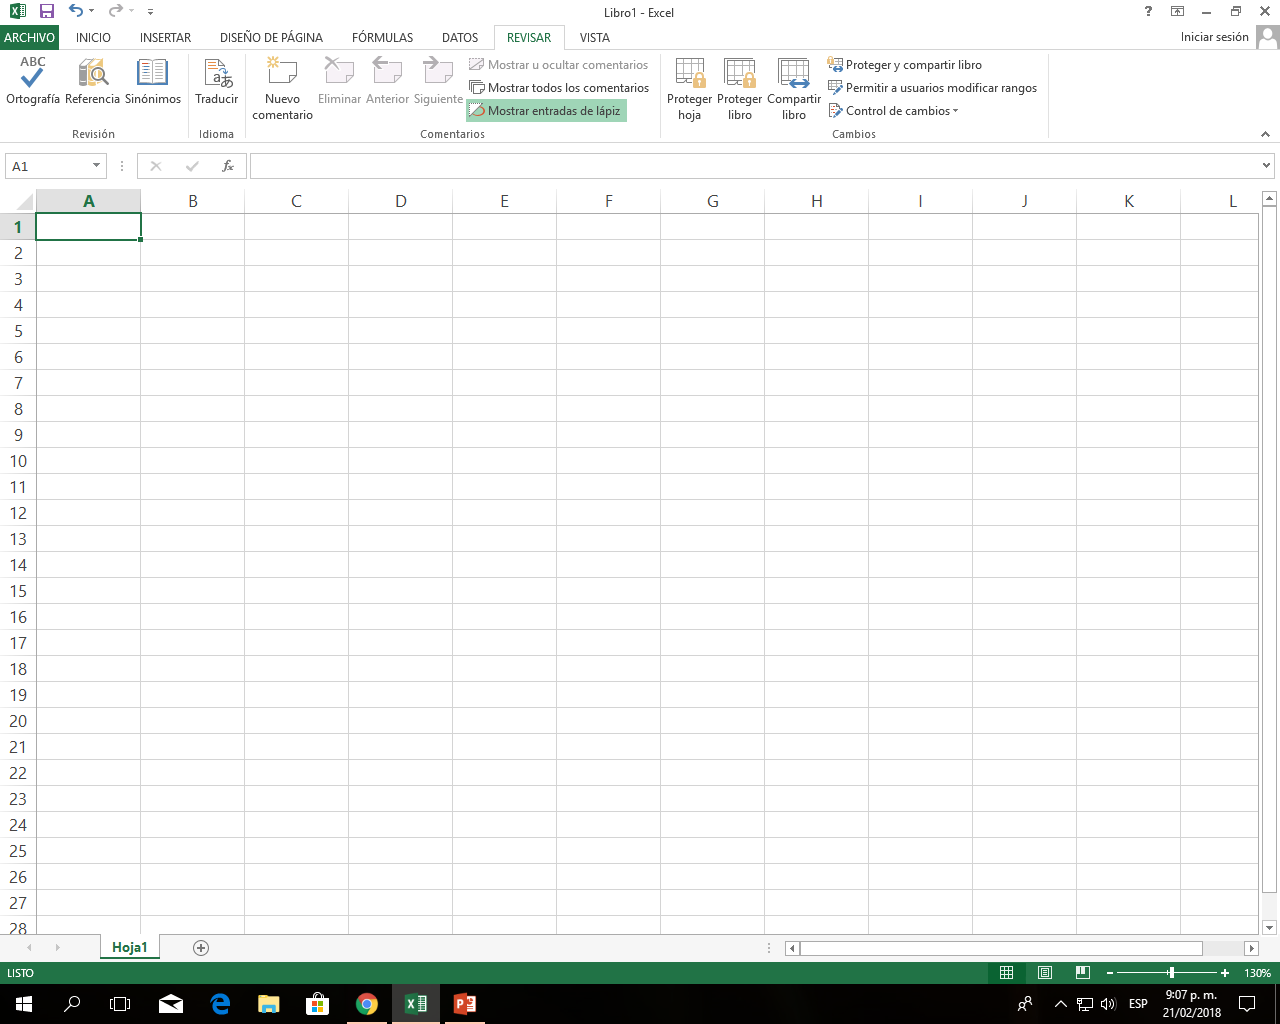 Libro1 - Excel
ARCHIVO INICIO INSERTAR DISEÑO DE PÁGINA FÓRMULAS DATOS REVISAR VISTA Iniciar sesión
ABC
Ortografía Referencia Sinónimos
Revisión
Traducir
Idioma
Nuevo comentario
Eliminar Anterior Siguiente
Mostrar u ocultar comentarios
Mostrar todos los comentarios
Mostrar entradas de lápiz
Comentarios
Proteger hoja
Proteger libro
Compartir libro
Proteger y compartir libro
Permitir a usuarios modificar rangos
Control de cambios
Cambios
A1 fx
A B C D E F G H I J K L
1
2
3
4
5
6
7
8
9
10
11
12
13
14
15
16
17
18
19
20
21
22
23
24
25
26
27
28
Hoja1
LISTO 130%
ESP 9:07 p. m.
21/02/2018